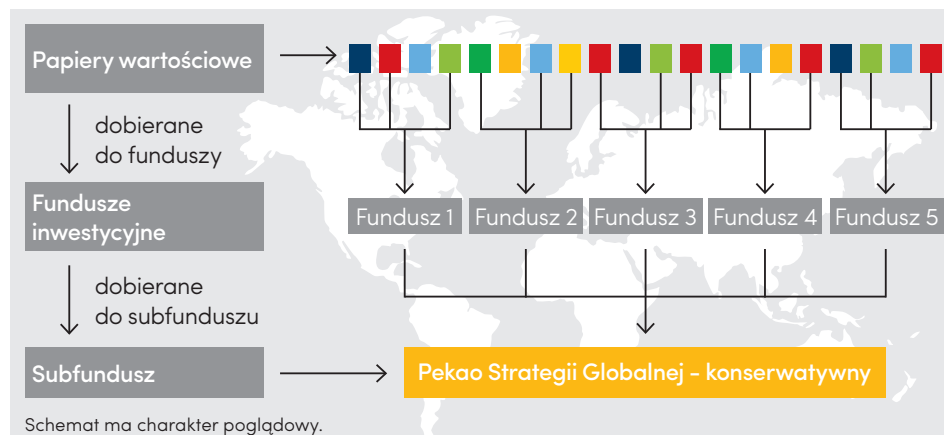 Papiery wartościowe
dobierane
do funduszy
Fundusze
inwestycyjne
Fundusz 1
Fundusz 2
Fundusz 3
Fundusz 4
Fundusz 5
dobierane
do subfunduszu
Subfundusz
Pekao Strategii Globalnej - konserwatywny
Schemat ma charakter poglądowy.